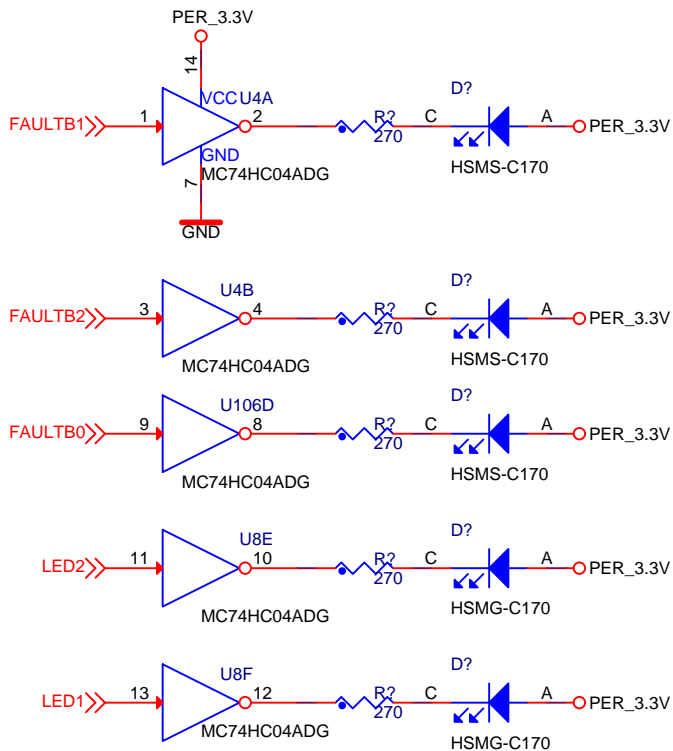 PER_3.3V
14
VCC U4A
D?
FAULTB1 1 2 R? C A PER_3.3V
270
GND
HSMS-C170
MC74HC04ADG
7
GND
D?
U4B
FAULTB2 3 4 R? C A PER_3.3V
270
MC74HC04ADG HSMS-C170
D?
U106D
FAULTB0 9 8 R? C A PER_3.3V
270
MC74HC04ADG HSMS-C170
D?
U8E
LED2 11 10 R? C A PER_3.3V
270
MC74HC04ADG HSMG-C170
D?
U8F
LED1 13 12 R? C A PER_3.3V
270
MC74HC04ADG HSMG-C170